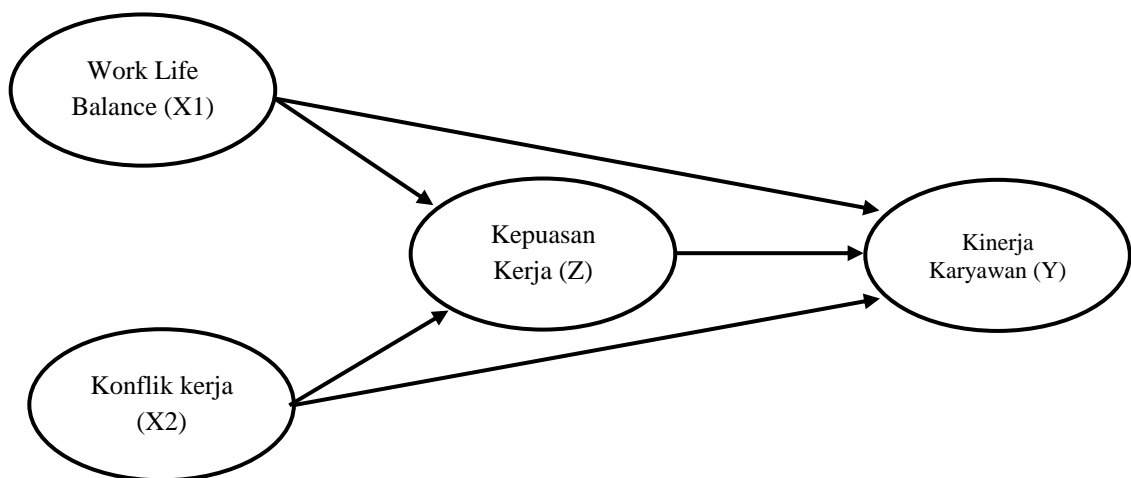 Work Life
Balance (X1)
Kepuasan
Kerja (Z)
Kinerja
Karyawan (Y)
Konflik kerja
(X2)